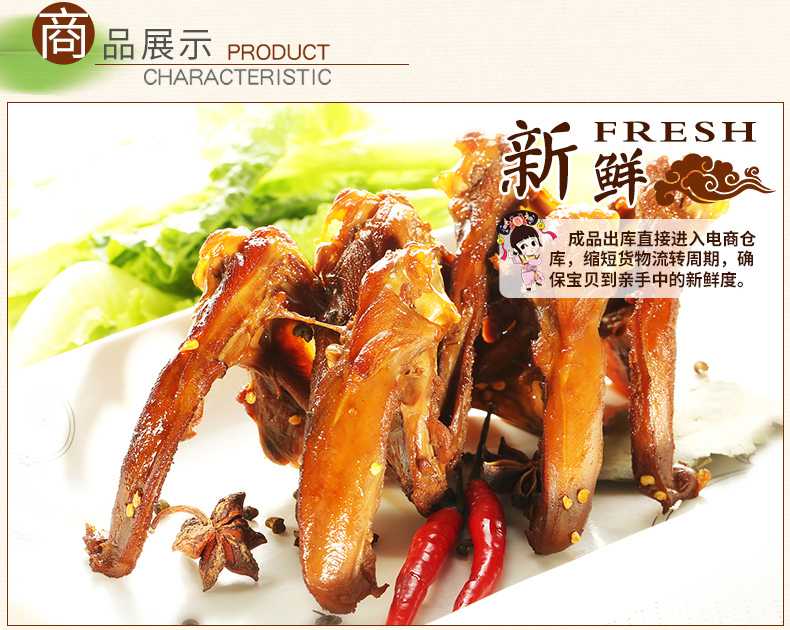 商品展示 PRODUCT
CHARACTERISTIC
新鲜 FRESH
成品出库直接进入电商仓
库，缩短货物流转周期，确
保宝贝到亲手中的新鲜度。